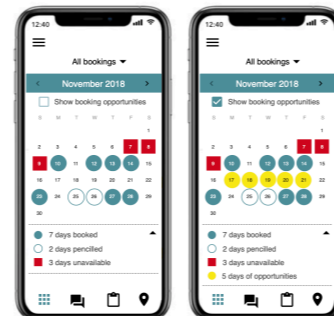 12:40
All bookings
November 2018
Show booking opportunities
S M T W T F S
1
2 3 4 5 6 7 8
9 10 11 12 13 14 15
16 17 18 19 20 21 22
23 24 25 26 27 28 29
30
7 days booked
2 days pencilled
3 days unavailable
12:40
All bookings
November 2018
Show booking opportunities
S M T W T F S
1
2 3 4 5 6 7 8
9 10 11 12 13 14 15
16 17 18 19 20 21 22
23 24 25 26 27 28 29
30
7 days booked
2 days pencilled
3 days unavailable
5 days of opportunities